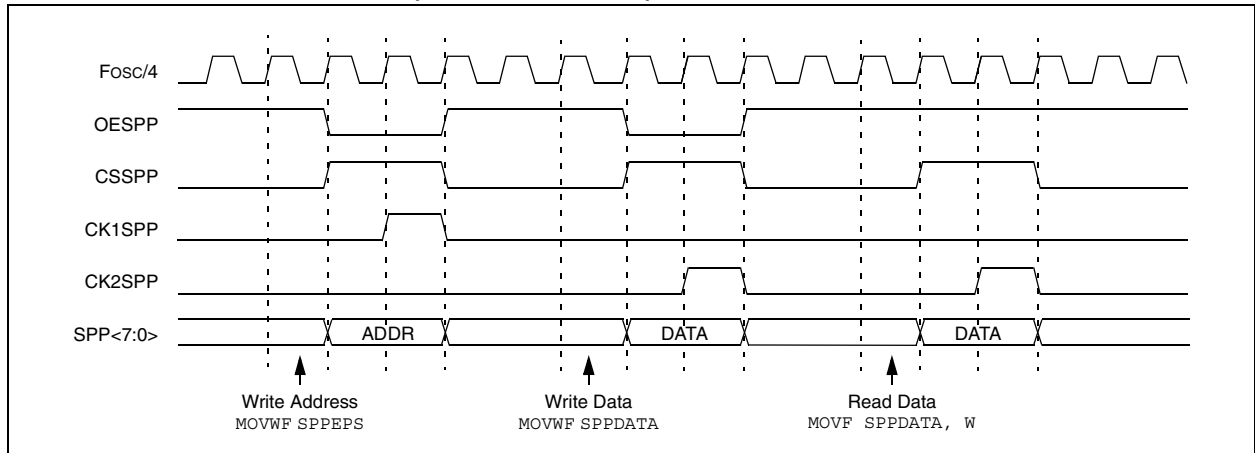 Fosc/4
OESPP
CSSPP
CK1SPP
CK2SPP
SPP<7:0>
ADDR
DATA
DATA
Write Address
MOVWF SPPEPS
Write Data
MOVWF SPPDATA
Read Data
MOVF SPPDATA, W